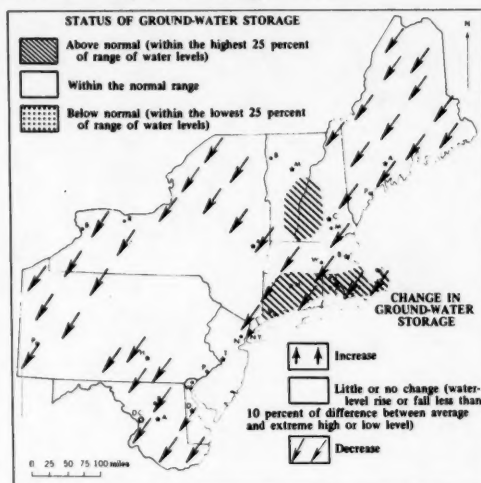 STATUS OF GROUND-WATER STORAGE
Above normal (within the highest 25 percent
of range of water levels)
Within the normal range
Below normal (within the lowest 25 percent
of range of water levels)
N
CHANGE IN
GROUND-WATER
STORAGE
Increase
Little or no change (water-
level rise or fall less than
10 percent of difference between average
and extreme high or low level)
Decrease
0 25 50 75 100 miles